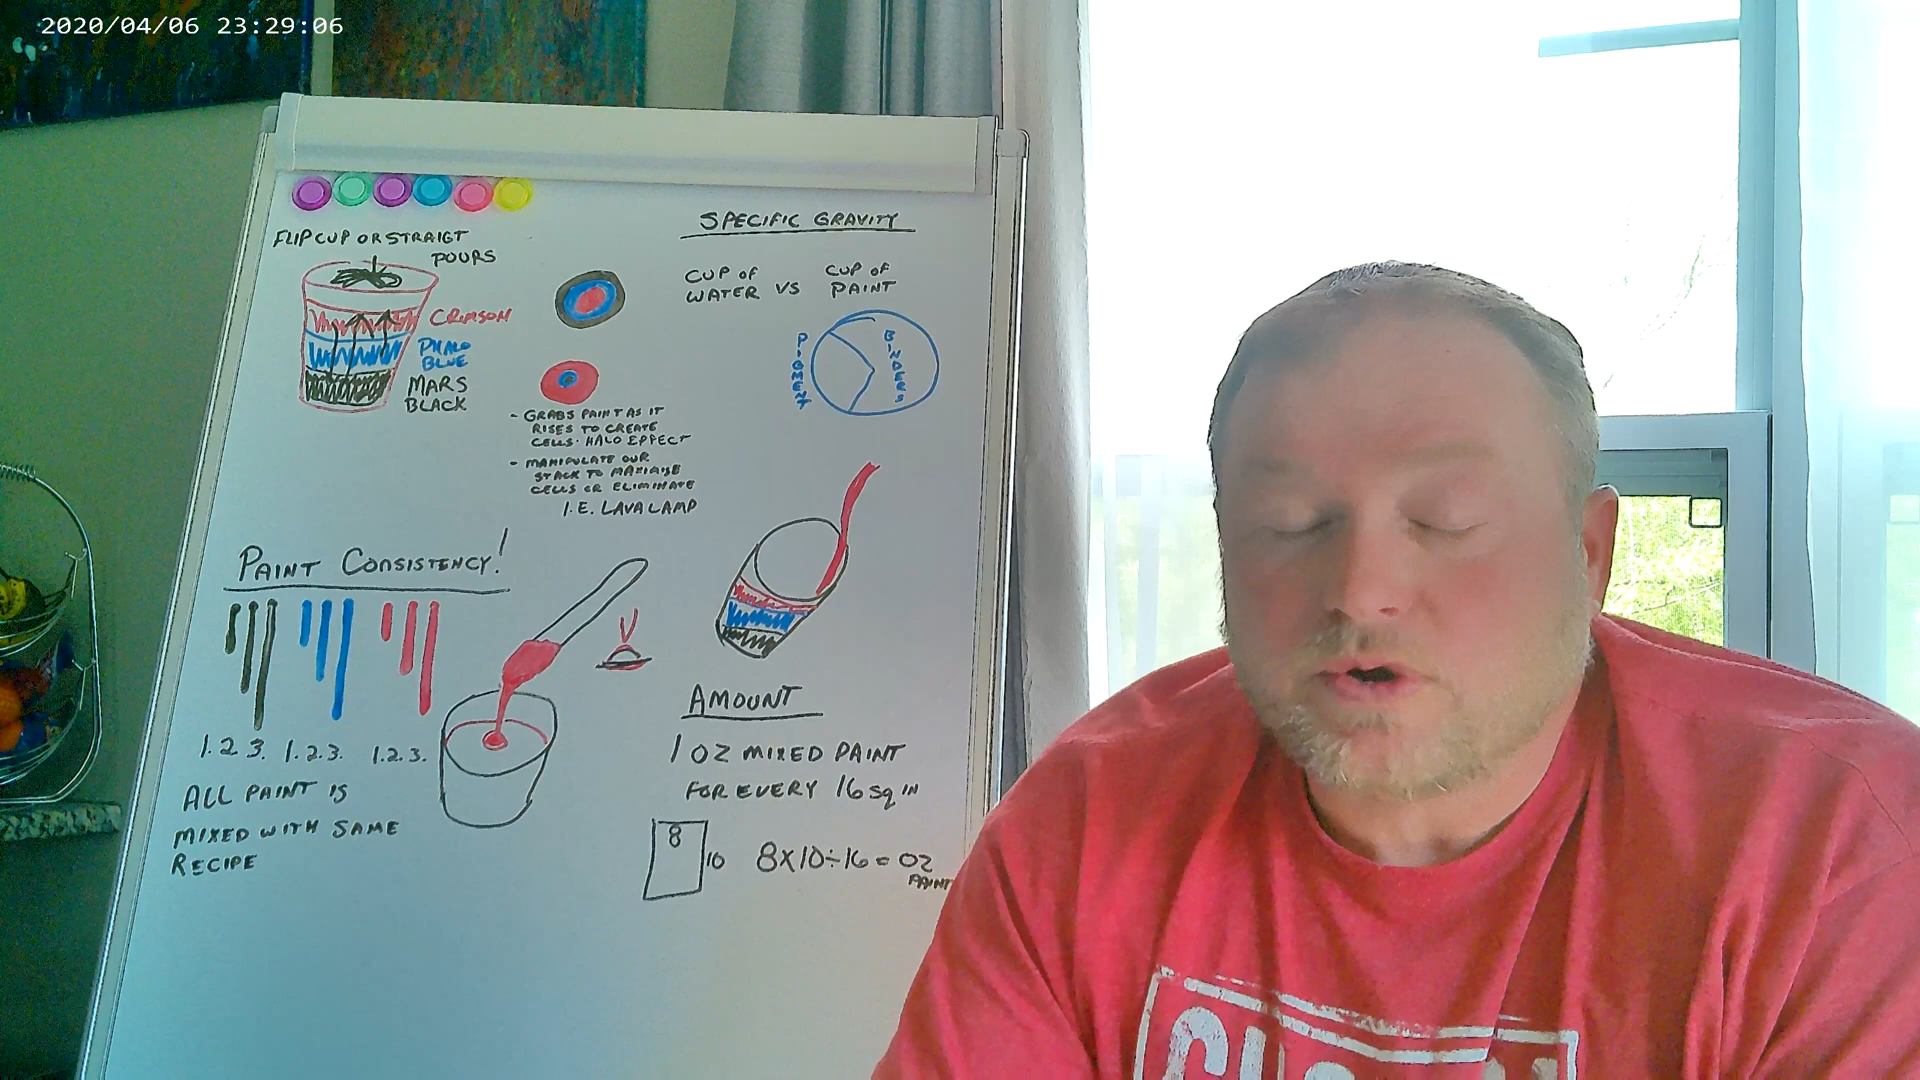 2020/04/06 23:29:06
FLIP CUP OR STRAIGT
POURS
CRIMSON
PHALO
BLUE
MARS
BLACK
- GRABS PAINT AS IT
RISES TO CREATE
CELLS. HALO EFFECT
- MANIPULATE OUR
STACK TO MAXIMISE
CELLS OR ELIMINATE
I.E. LAVA LAMP
SPECIFIC GRAVITY
CUP OF
WATER VS
CUP OF
PAINT
PIGMENT
BINDERS
PAINT CONSISTENCY!
1. 2 3. 1. 2. 3. 1. 2. 3.
ALL PAINT IS
MIXED WITH SAME
RECIPE
AMOUNT
1 OZ MIXED PAINT
FOR EVERY 16 sq IN
8
10
8X10÷16 = OZ
PAINT